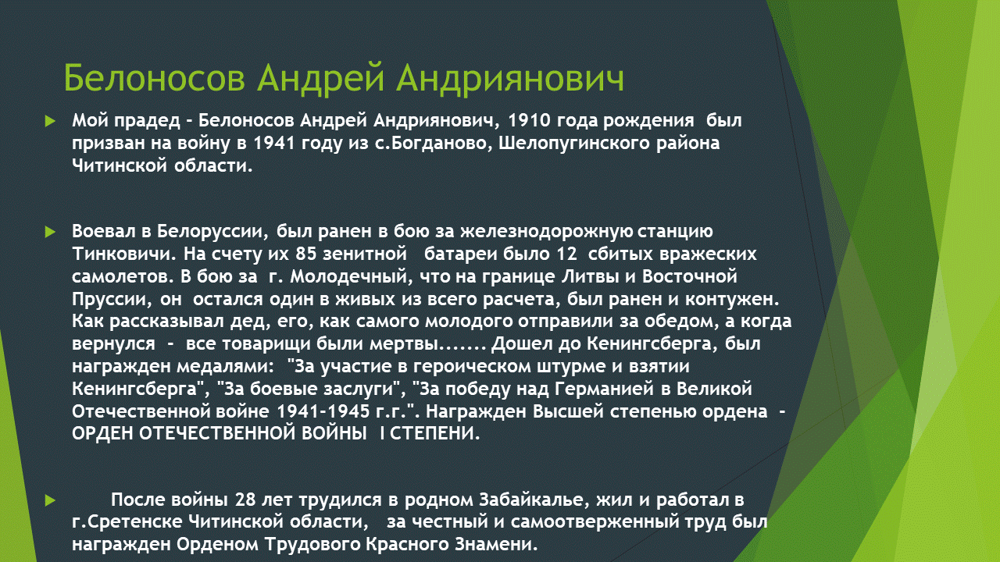 Белоносов Андрей Андриянович
Мой прадед - Белоносов Андрей Андриянович, 1910 года рождения  был
призван на войну в 1941 году из с.Богданово, Шелопугинского района
Читинской области.
Воевал в Белоруссии, был ранен в бою за железнодорожную станцию
Тинковичи. На счету их 85 зенитной   батареи было 12  сбитых вражеских
самолетов. В бою за  г. Молодечный, что на границе Литвы и Восточной
Пруссии, он  остался один в живых из всего расчета, был ранен и контужен.
Как рассказывал дед, его, как самого молодого отправили за обедом, а когда
вернулся  -  все товарищи были мертвы....... Дошел до Кенингсберга, был
награжден медалями:  "За участие в героическом штурме и взятии
Кенингсберга", "За боевые заслуги", "За победу над Германией в Великой
Отечественной войне 1941-1945 г.г.". Награжден Высшей степенью ордена  -
ОРДЕН ОТЕЧЕСТВЕННОЙ ВОЙНЫ  I СТЕПЕНИ.
После войны 28 лет трудился в родном Забайкалье, жил и работал в
г.Сретенске Читинской области,   за честный и самоотверженный труд был
награжден Орденом Трудового Красного Знамени.